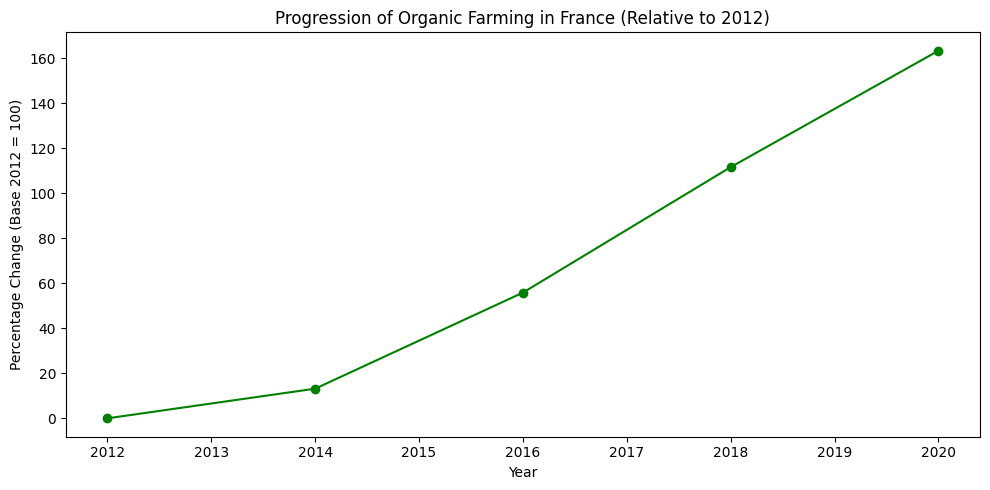 Progression of Organic Farming in France (Relative to 2012)
Percentage Change (Base 2012 = 100)
160
140
120
100
80
60
40
20
0
2012 2013 2014 2015 2016 2017 2018 2019 2020
Year